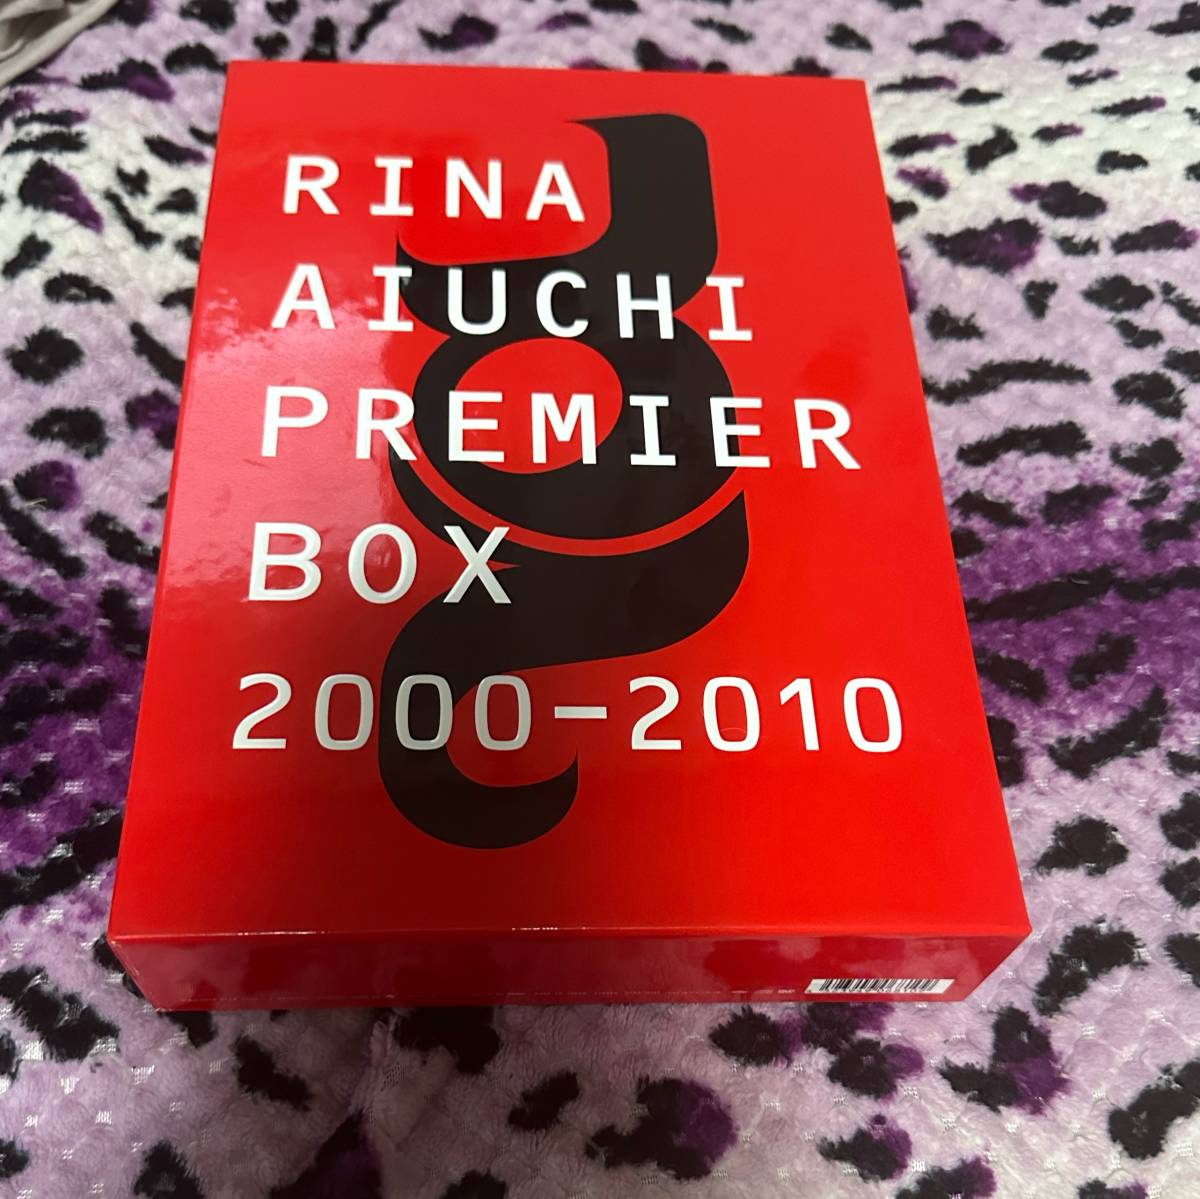 RINA
AIUCHI
PREMIER
BOX
2000-2010